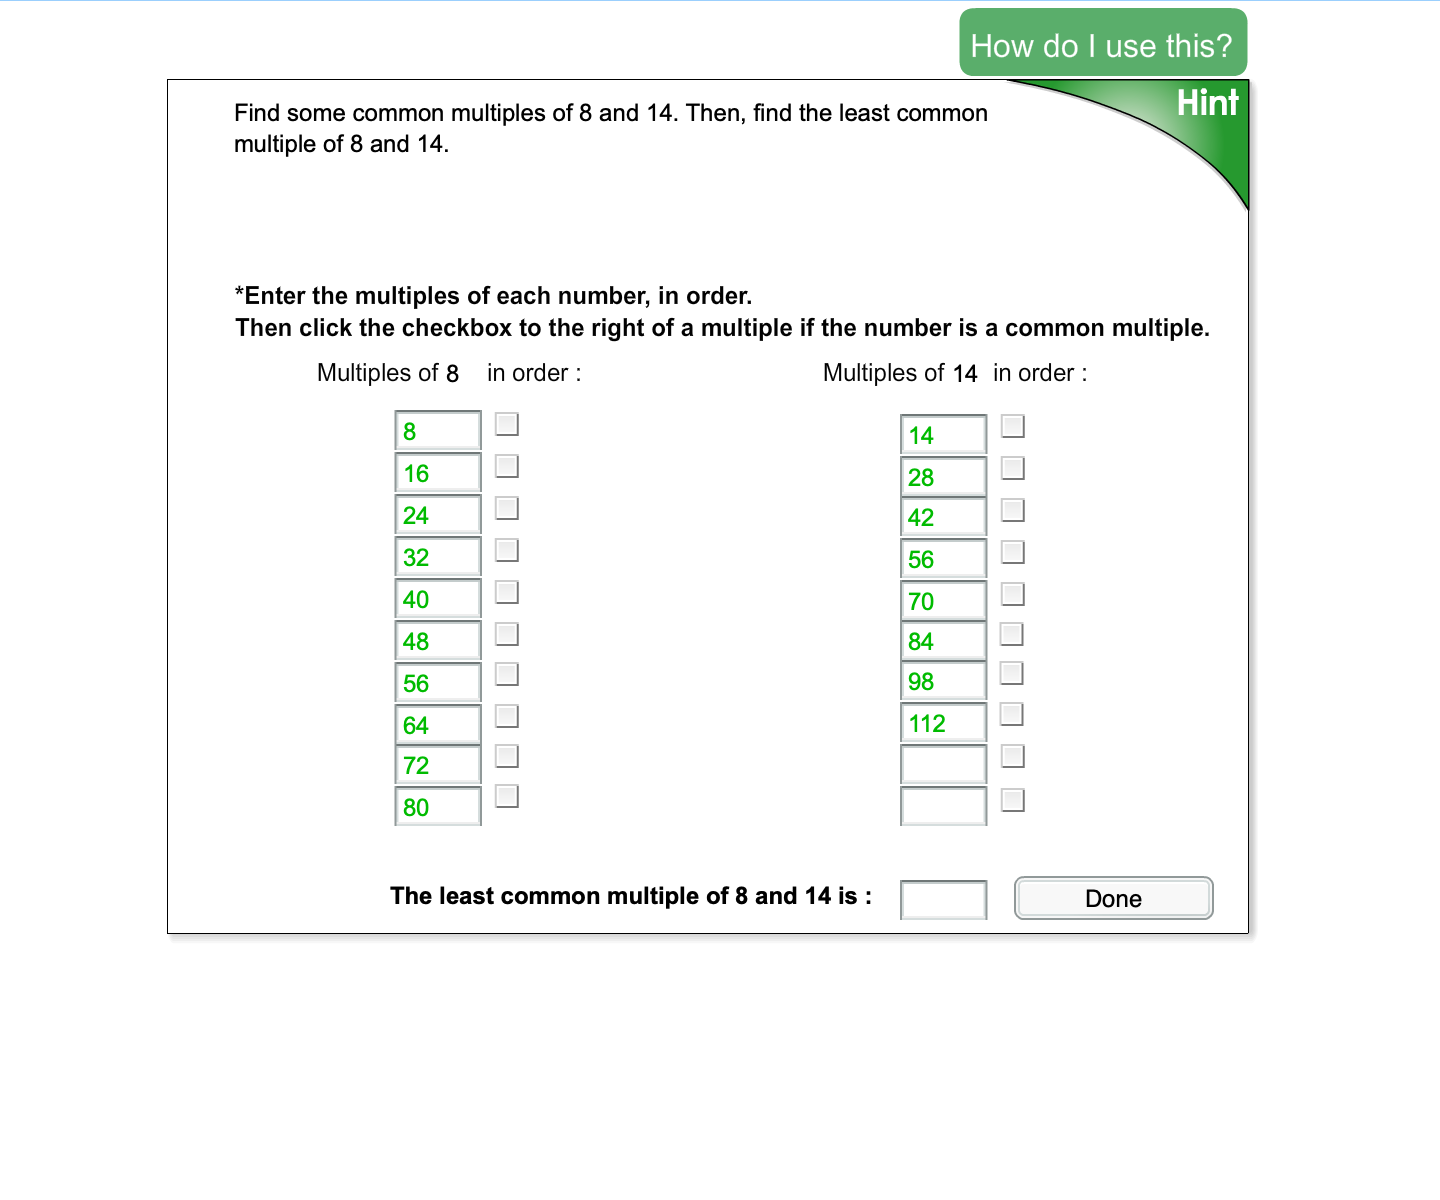 How do I use this?
Hint
Find some common multiples of 8 and 14. Then, find the least common
multiple of 8 and 14.
*Enter the multiples of each number, in order.
Then click the checkbox to the right of a multiple if the number is a common multiple.
Multiples of 8 in order :
8
16
24
32
40
48
56
64
72
80
Multiples of 14 in order :
14
28
42
56
70
84
98
112
The least common multiple of 8 and 14 is :
Done